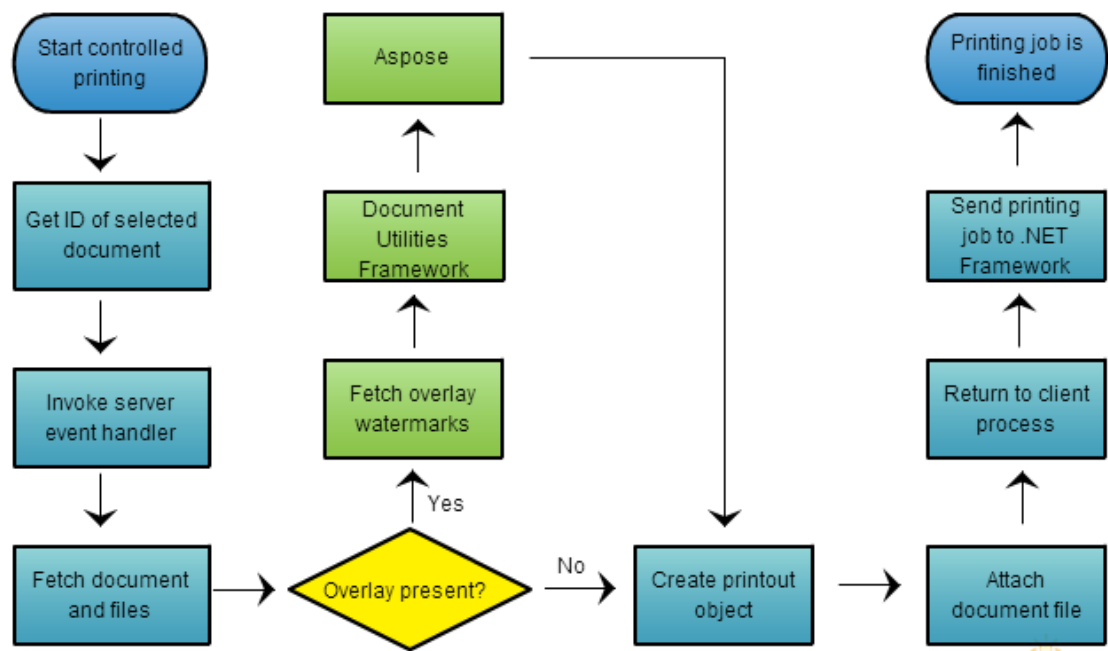 Start controlled
printing
Get ID of selected
document
Invoke server
event handler
Fetch document
and files
Overlay present?
Yes
No
Fetch overlay
watermarks
Document
Utilities
Framework
Aspose
Create printout
object
Attach
document file
Return to client
process
Send printing
job to .NET
Framework
Printing job is
finished